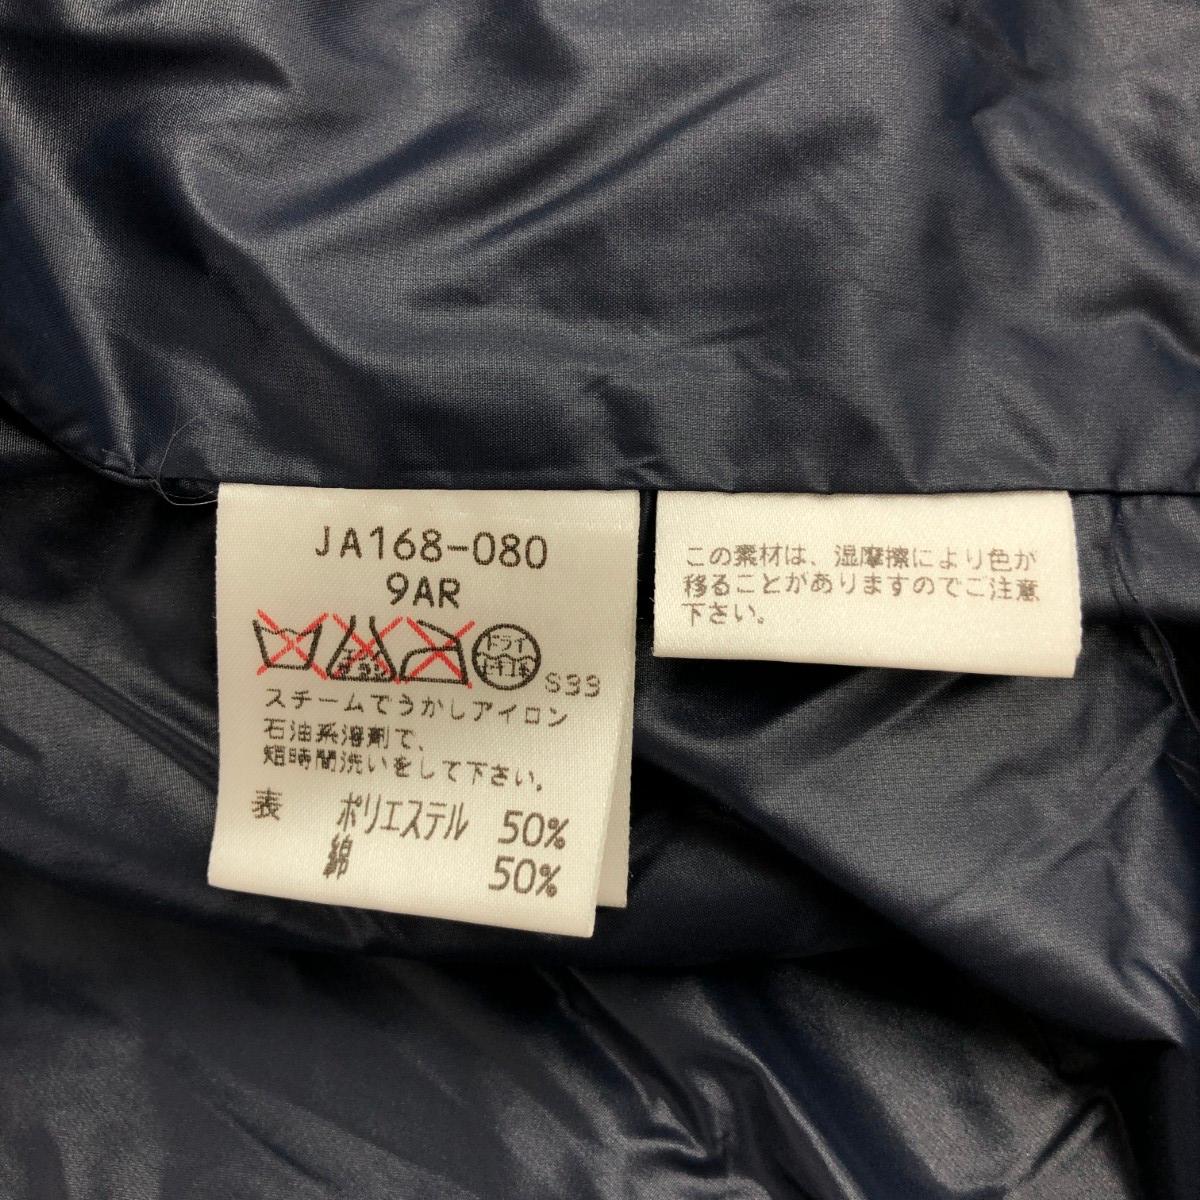 JA168-080
9AR
ドライ
セキユ系
S33
スチームでうかしアイロン
石油系溶剤で、
短時間洗いをして下さい。
表 ポリエステル 50%
綿 50%
この素材は、湿摩擦により色が
移ることがありますのでご注意
下さい。